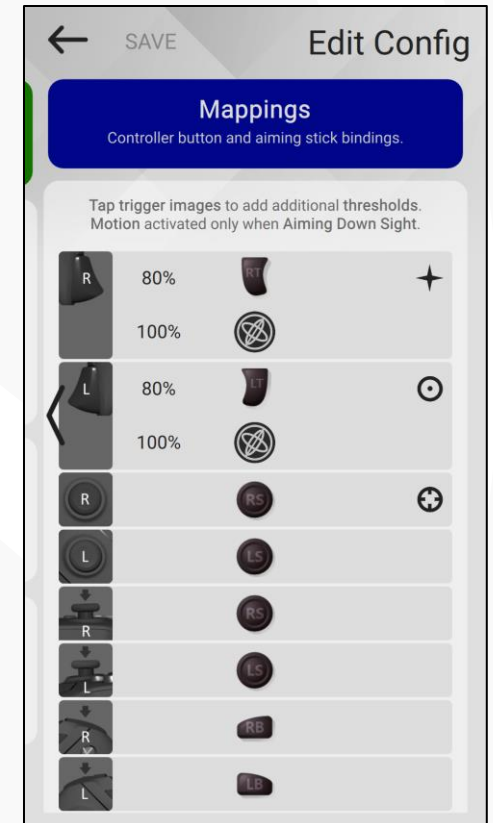 SAVE
Edit Config
Mappings
Controller button and aiming stick bindings.
Tap trigger images to add additional thresholds.
Motion activated only when Aiming Down Sight.
R 80% RT
100%
L 80% LT
100%
R RS
L LS
R RS
L LS
R RB
L LB